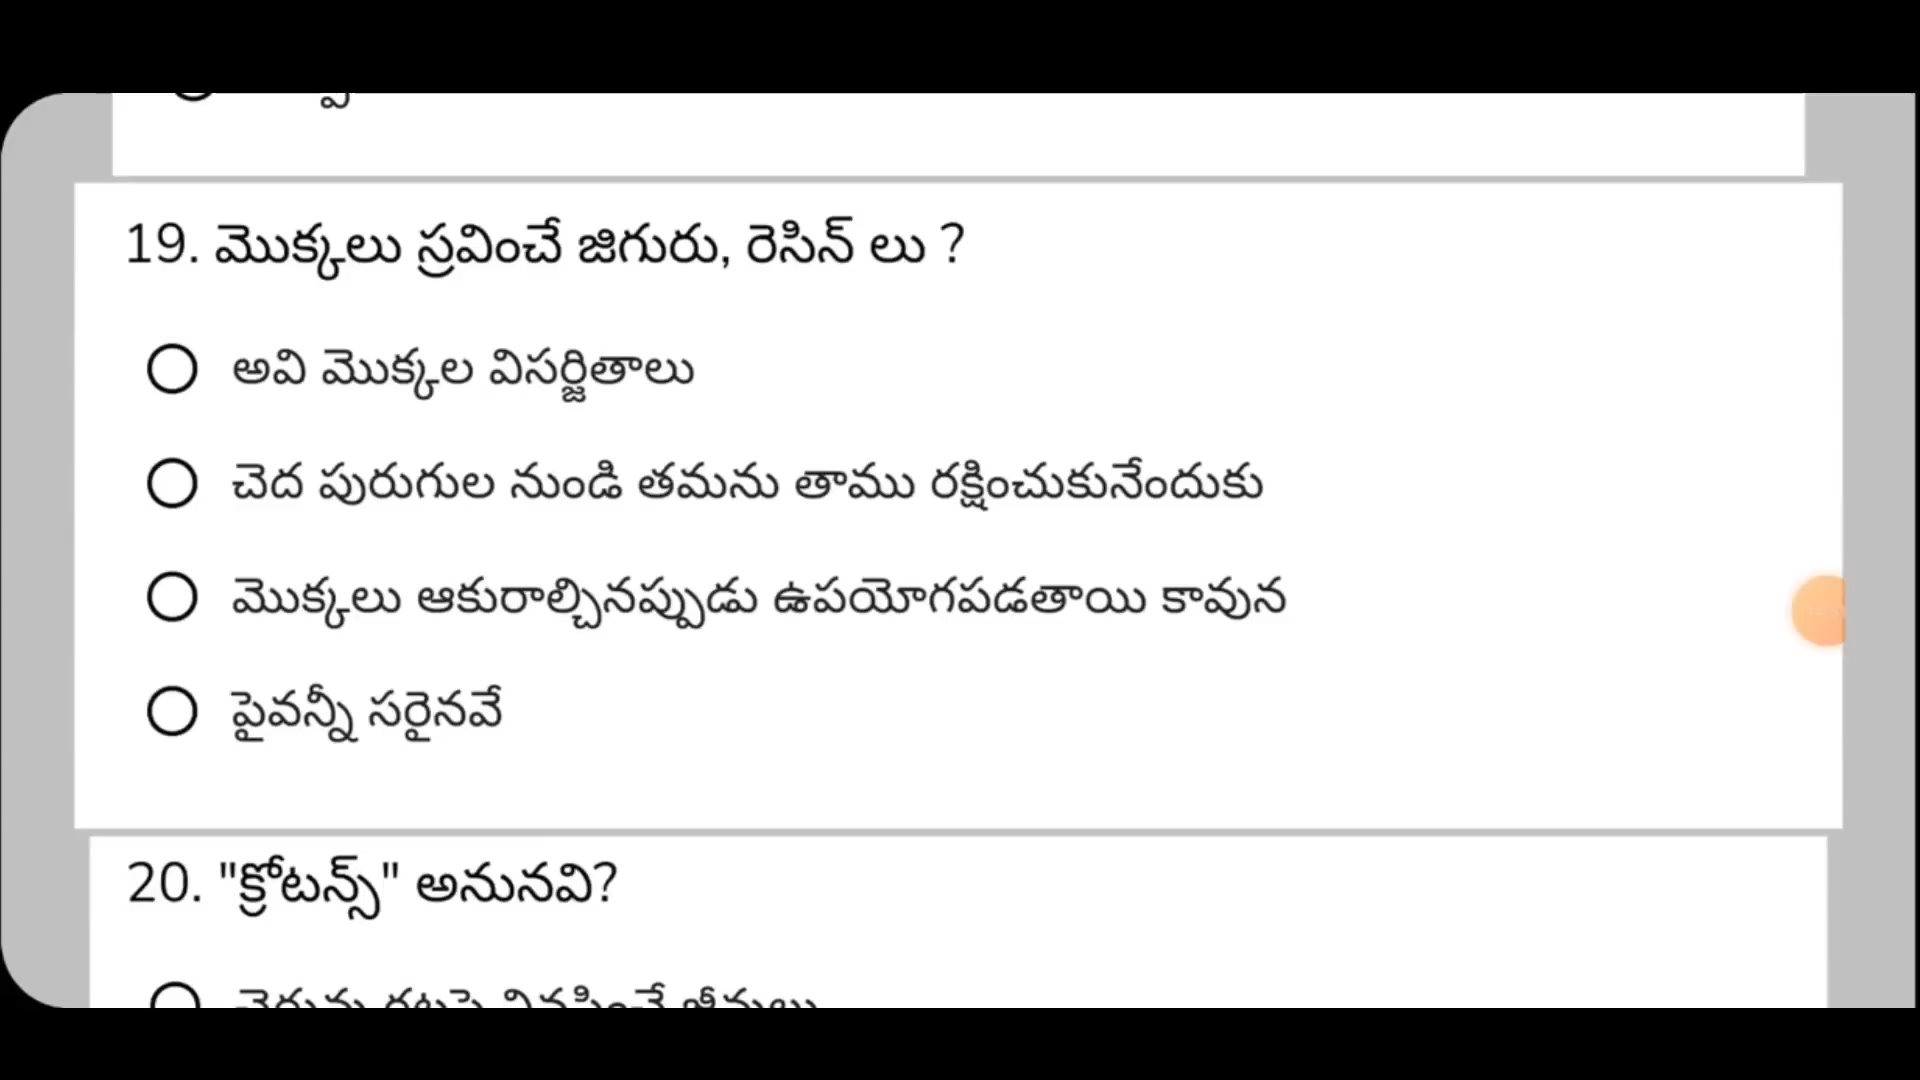 19. మొక్కలు స్రవించే జిగురు, రెసిన్ లు ?
అవి మొక్కల విసర్జితాలు
చెద పురుగుల నుండి తమను తాము రక్షించుకునేందుకు
మొక్కలు ఆకురాల్చినప్పుడు ఉపయోగపడతాయి కావున
పైవన్నీ సరైనవే
20. "క్రోటన్స్" అనునవి?